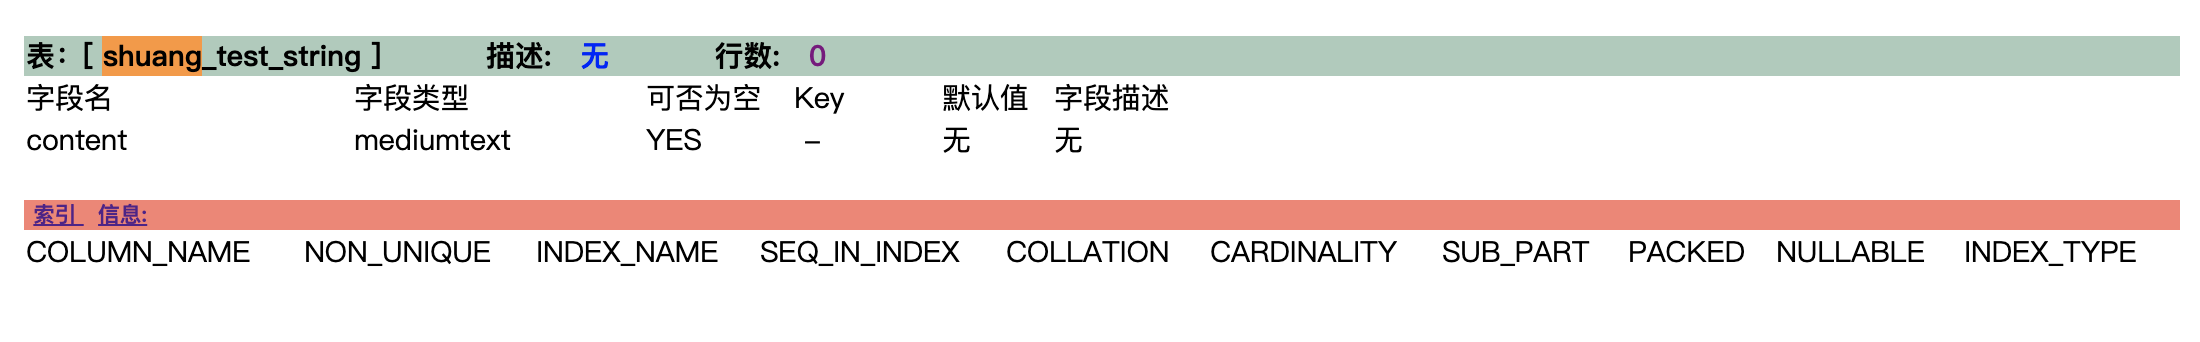 表：[ shuang_test_string ] 描述: 无 行数: 0
字段名 字段类型 可否为空 Key 默认值 字段描述
content mediumtext YES – 无 无
索引 信息:
COLUMN_NAME NON_UNIQUE INDEX_NAME SEQ_IN_INDEX COLLATION CARDINALITY SUB_PART PACKED NULLABLE INDEX_TYPE